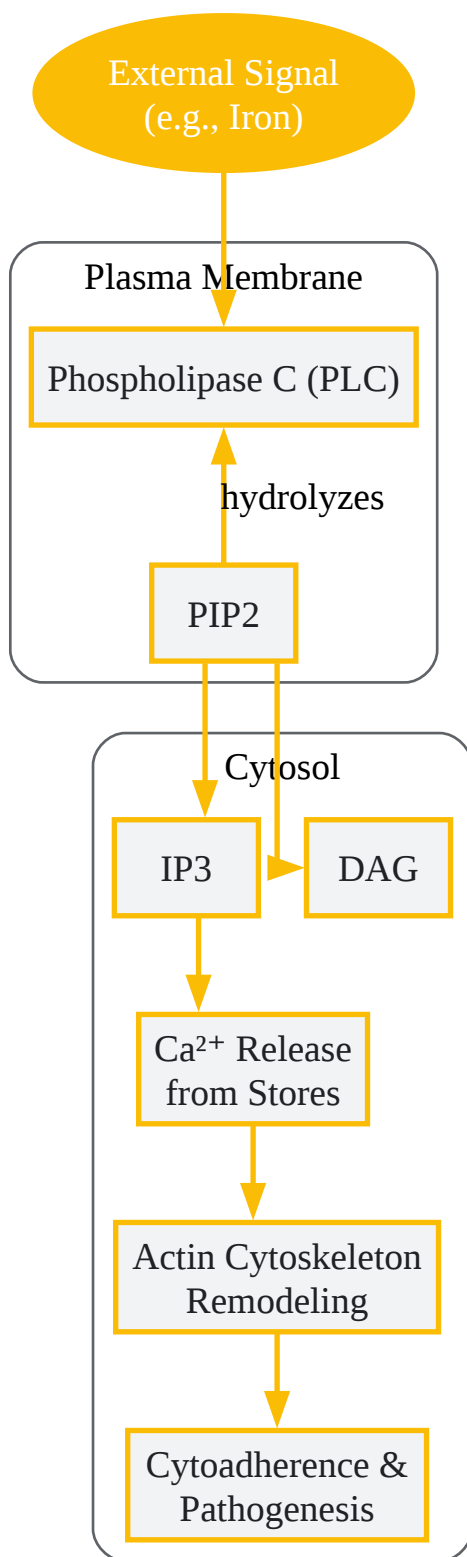 External Signal
(e.g., Iron)
Plasma Membrane
Phospholipase C (PLC)
hydrolyzes
PIP2
Cytosol
IP3
DAG
Ca²⁺ Release
from Stores
Actin Cytoskeleton
Remodeling
Cytoadherence &
Pathogenesis